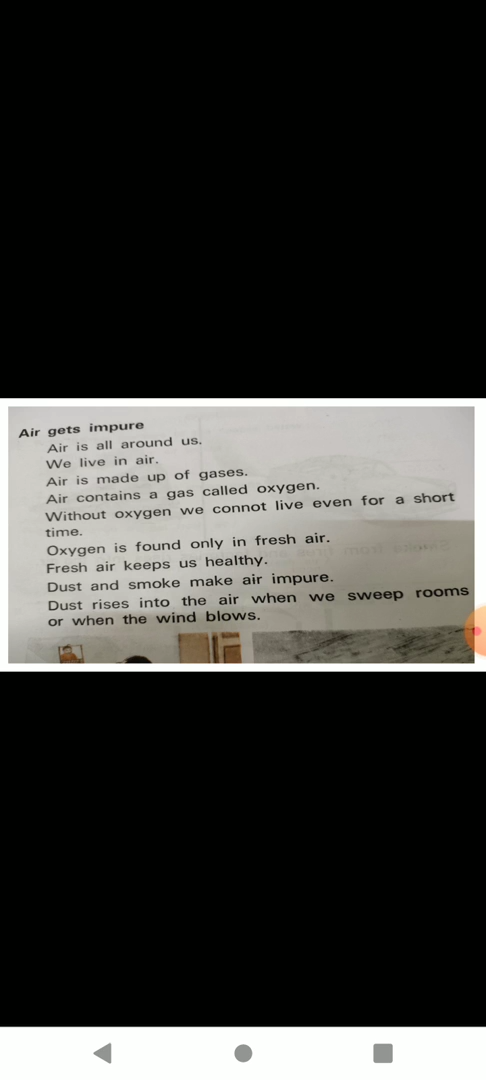 Air gets impure
Air is all around us.
We live in air.
Air is made up of gases.
Air contains a gas called oxygen.
Without oxygen we connot live even for a short
time.
Oxygen is found only in fresh air.
Fresh air keeps us healthy.
Dust and smoke make air impure.
Dust rises into the air when we sweep rooms
or when the wind blows.